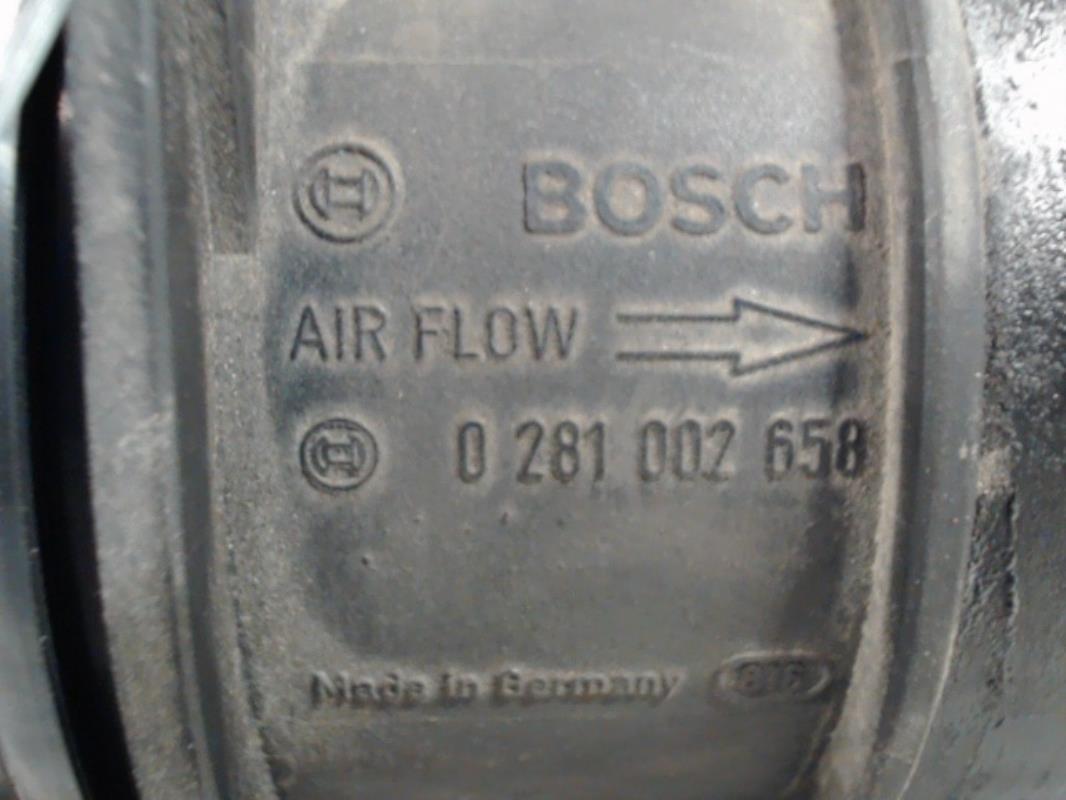 BOSCH
AIR FLOW
0 281 002 658
Made in Germany